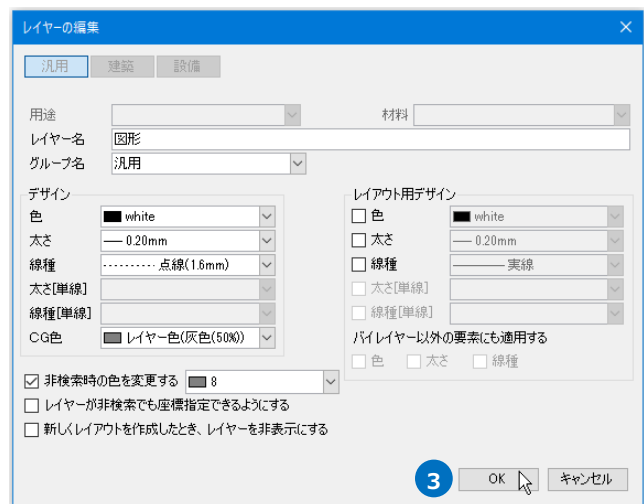 レイヤーの編集
汎用 建築 設備
用途 材料
レイヤー名 図形
グループ名 汎用
デザイン レイアウト用デザイン
色 white 色 white
太さ 0.20mm 太さ 0.20mm
線種 点線(1.6mm) 線種 実線
太さ[単線] 太さ[単線]
線種[単線] 線種[単線]
CG色 レイヤー色(灰色(50%)) バイレイヤー以外の要素にも適用する
色 太さ 線種
非検索時の色を変更する 8
レイヤーが非検索でも座標指定できるようにする
新しくレイアウトを作成したとき、レイヤーを非表示にする
3 OK キャンセル